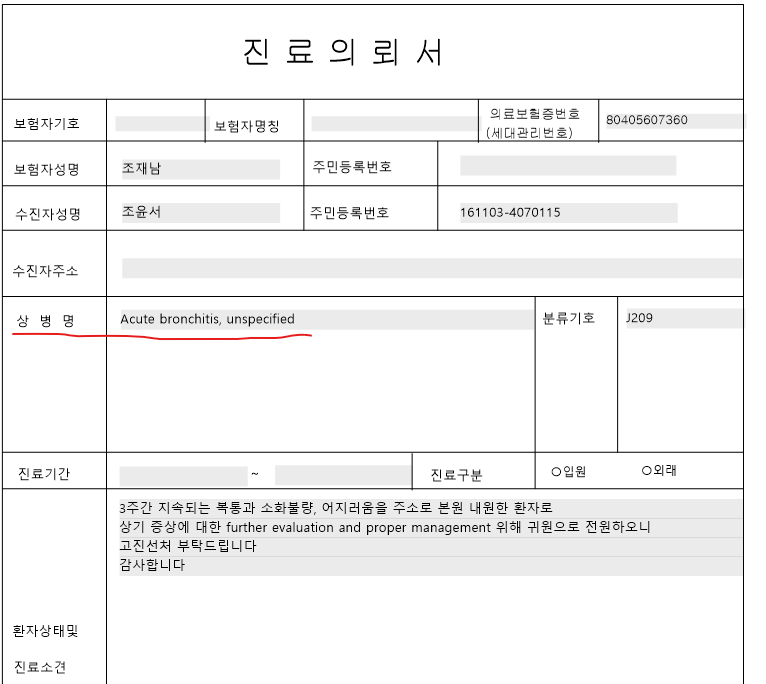 진 료 의 뢰 서
보험자기호 보험자명칭 의료보험증번호 (세대관리번호) 80405607360
보험자성명 조재남 주민등록번호
수진자성명 조윤서 주민등록번호 161103-4070115
수진자주소
상 병 명 Acute bronchitis, unspecified 분류기호 J209
진료기간 ~ 진료구분 ○입원 ○외래
3주간 지속되는 복통과 소화불량, 어지러움을 주소로 본원 내원한 환자로
상기 증상에 대한 further evaluation and proper management 위해 귀원으로 전원하오니
고진선처 부탁드립니다
감사합니다
환자상태및
진료소견